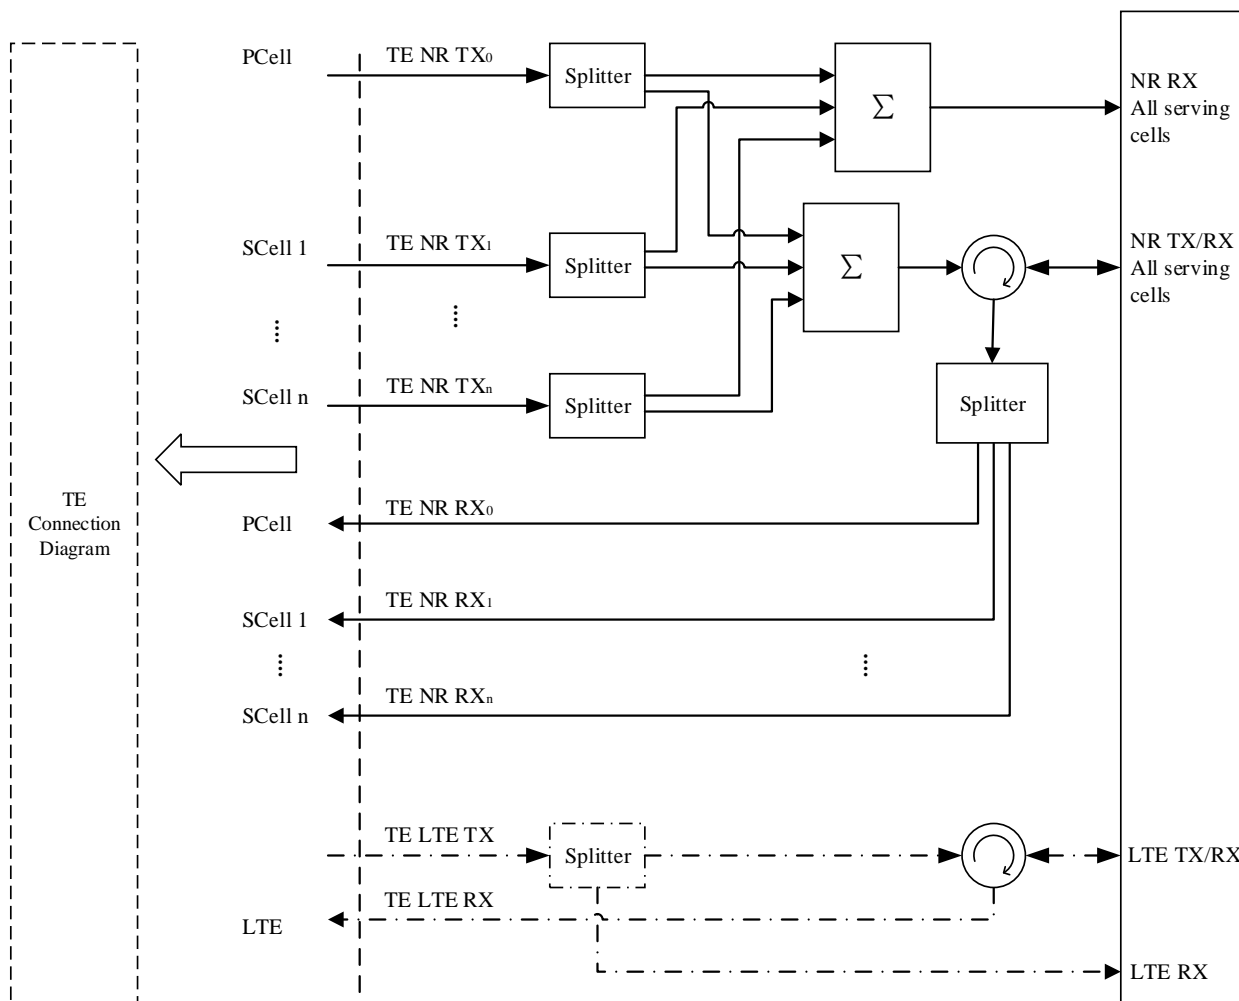 PCell
TE NR TX0
Splitter
Σ
NR RX
All serving
cells
SCell 1
TE NR TX1
Splitter
Σ
NR TX/RX
All serving
cells
SCell n
TE NR TXn
Splitter
Splitter
TE
Connection
Diagram
PCell
TE NR RX0
SCell 1
TE NR RX1
SCell n
TE NR RXn
TE LTE TX
Splitter
LTE TX/RX
TE LTE RX
LTE
LTE RX